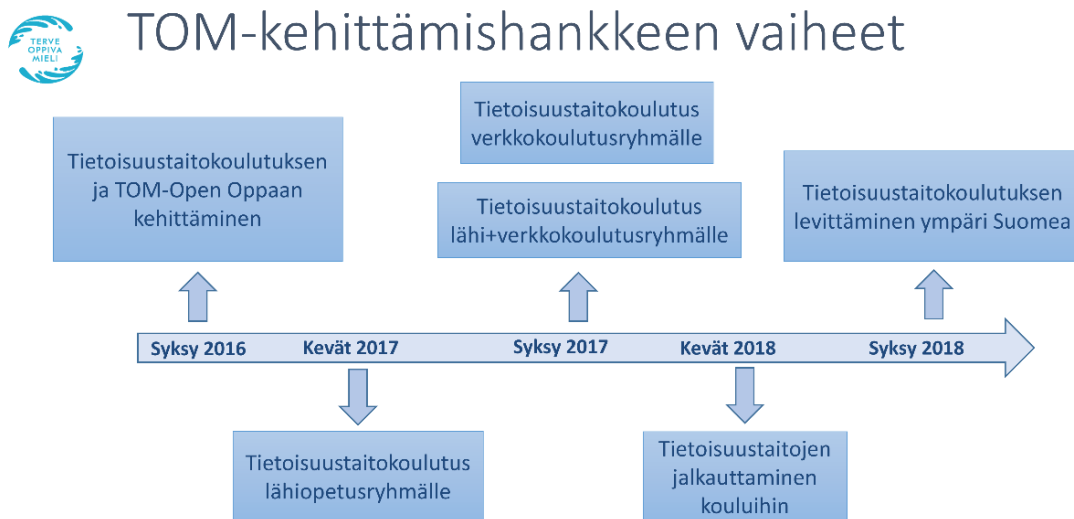 TERVE
OPPIVA
MIELI
TOM-kehittämishankkeen vaiheet
Tietoisuustaitokoulutuksen
ja TOM-Open Oppaan
kehittäminen
Tietoisuustaitokoulutus
verkkokoulutusryhmälle
Tietoisuustaitokoulutus
lähi+verkkokoulutusryhmälle
Tietoisuustaitokoulutuksen
levittäminen ympäri Suomea
Syksy 2016
Kevät 2017
Syksy 2017
Kevät 2018
Syksy 2018
Tietoisuustaitokoulutus
lähiopetusryhmälle
Tietoisuustaitojen
jalkauttaminen
kouluihin